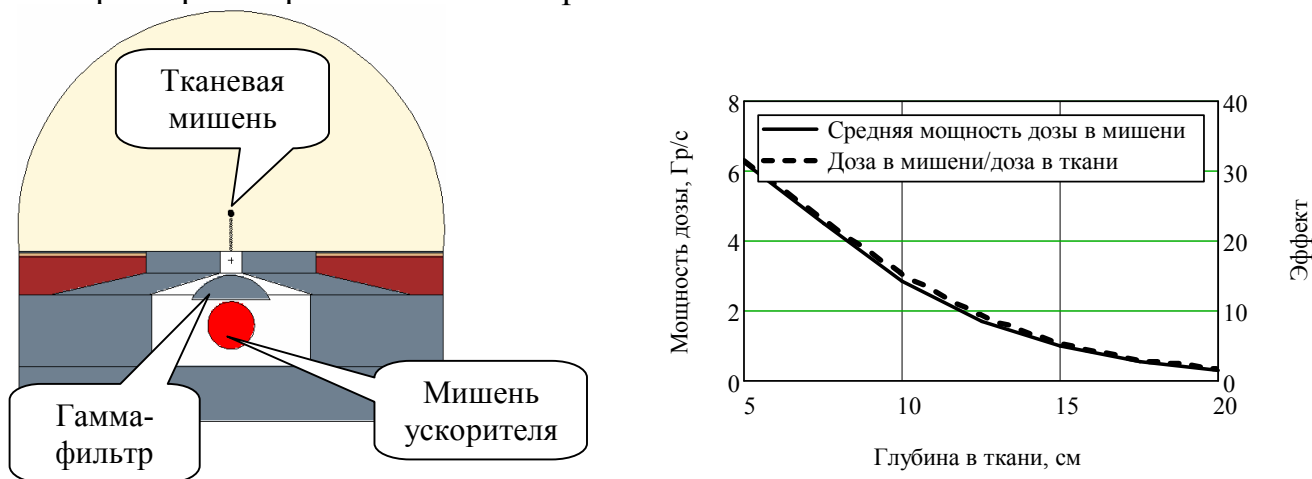 Тканевая
мишень
Гамма-
фильтр
Мишень
ускорителя
Средняя мощность дозы в мишени
Доза в мишени/доза в ткани
Мощность дозы, Гр/с
8
6
4
2
0
40
30
20
10
0
Эффект
5
10
15
20
Глубина в ткани, см